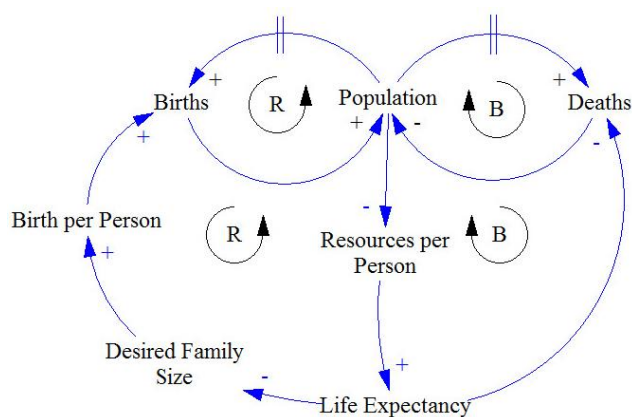 +
+
Births
R
Population
B
Deaths
+
-
+
-
Birth per Person
R
Resources per
Person
B
-
+
Desired Family
Size
+
-
Life Expectancy